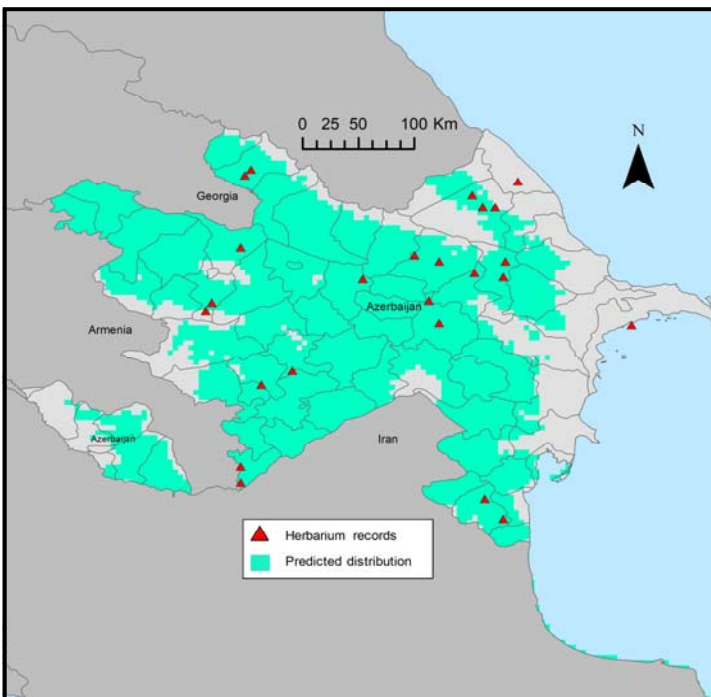 0 25 50 100 Km
N
Georgia
Azerbaijan
Armenia
Azerbaijan
Iran
Herbarium records
Predicted distribution